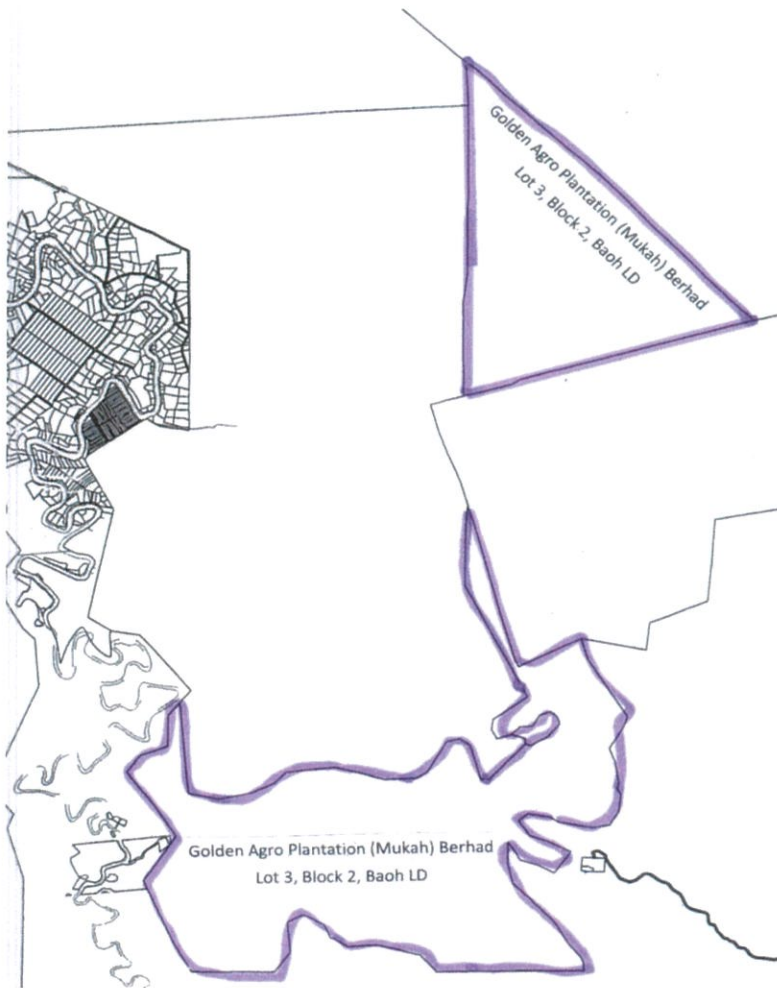 Golden Agro Plantation (Mukah) Berhad
Lot 3, Block 2, Baoh LD
Golden Agro Plantation (Mukah) Berhad
Lot 3, Block 2, Baoh LD